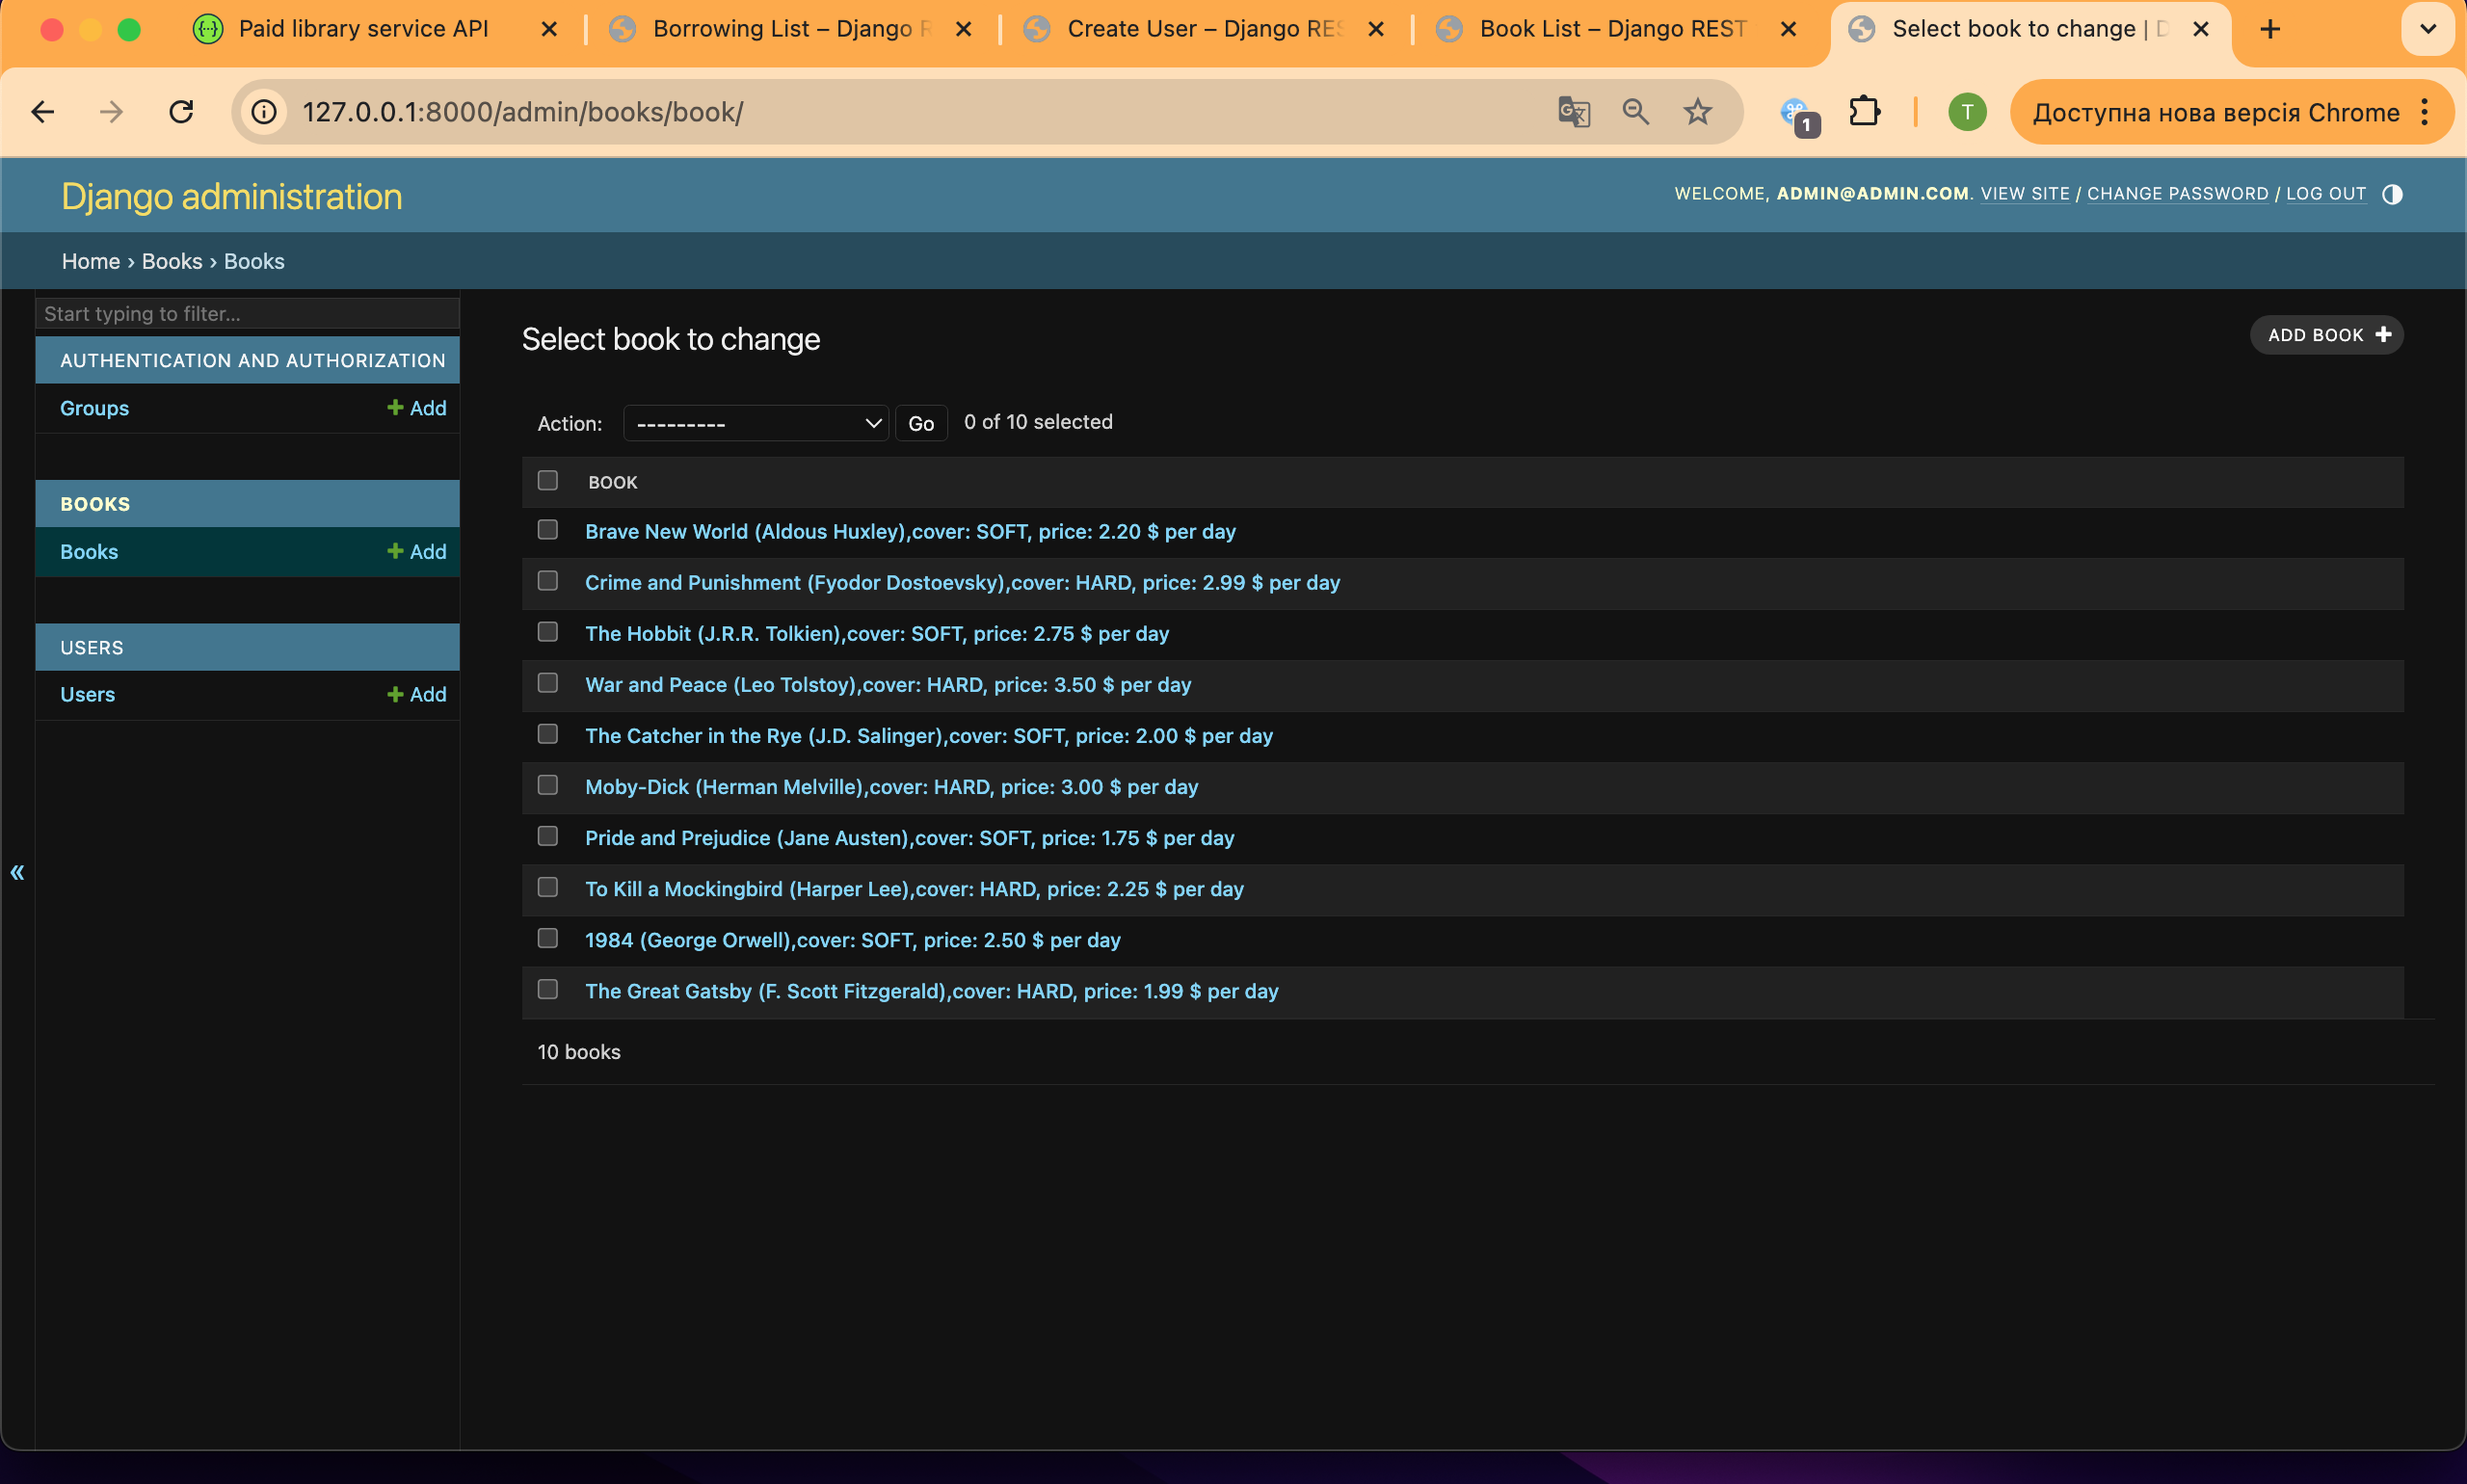 Paid library service API
Borrowing List – Django R
Create User – Django RES
Book List – Django REST
Select book to change | D
127.0.0.1:8000/admin/books/book/
1
T
Доступна нова версія Chrome
Django administration
WELCOME, ADMIN@ADMIN.COM. VIEW SITE / CHANGE PASSWORD / LOG OUT
Home › Books › Books
Start typing to filter...
AUTHENTICATION AND AUTHORIZATION
Groups + Add
BOOKS
Books + Add
USERS
Users + Add
«
Select book to change
ADD BOOK +
Action: --------- Go 0 of 10 selected
BOOK
Brave New World (Aldous Huxley),cover: SOFT, price: 2.20 $ per day
Crime and Punishment (Fyodor Dostoevsky),cover: HARD, price: 2.99 $ per day
The Hobbit (J.R.R. Tolkien),cover: SOFT, price: 2.75 $ per day
War and Peace (Leo Tolstoy),cover: HARD, price: 3.50 $ per day
The Catcher in the Rye (J.D. Salinger),cover: SOFT, price: 2.00 $ per day
Moby-Dick (Herman Melville),cover: HARD, price: 3.00 $ per day
Pride and Prejudice (Jane Austen),cover: SOFT, price: 1.75 $ per day
To Kill a Mockingbird (Harper Lee),cover: HARD, price: 2.25 $ per day
1984 (George Orwell),cover: SOFT, price: 2.50 $ per day
The Great Gatsby (F. Scott Fitzgerald),cover: HARD, price: 1.99 $ per day
10 books